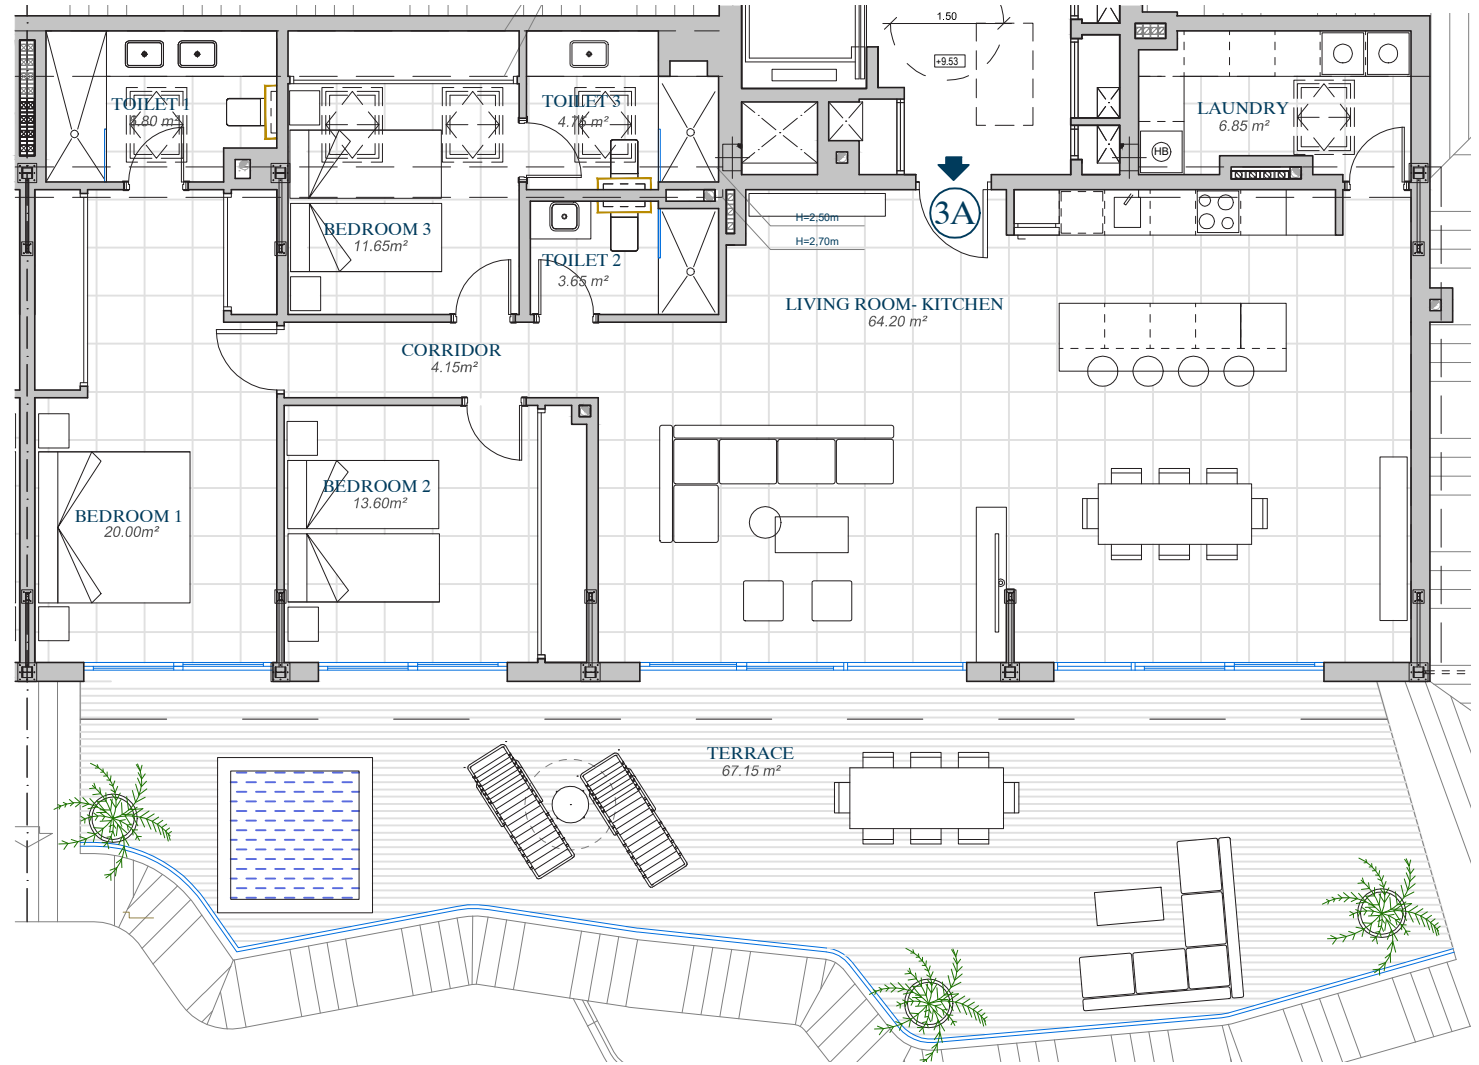 1.50
+9.53
TOILET 1
6.80 m²
TOILET 3
4.75 m²
LAUNDRY
6.85 m²
HB
3A
H=2,50m
H=2,70m
BEDROOM 3
11.65m²
TOILET 2
3.65 m²
LIVING ROOM- KITCHEN
64.20 m²
CORRIDOR
4.15m²
BEDROOM 2
13.60m²
BEDROOM 1
20.00m²
TERRACE
67.15 m²